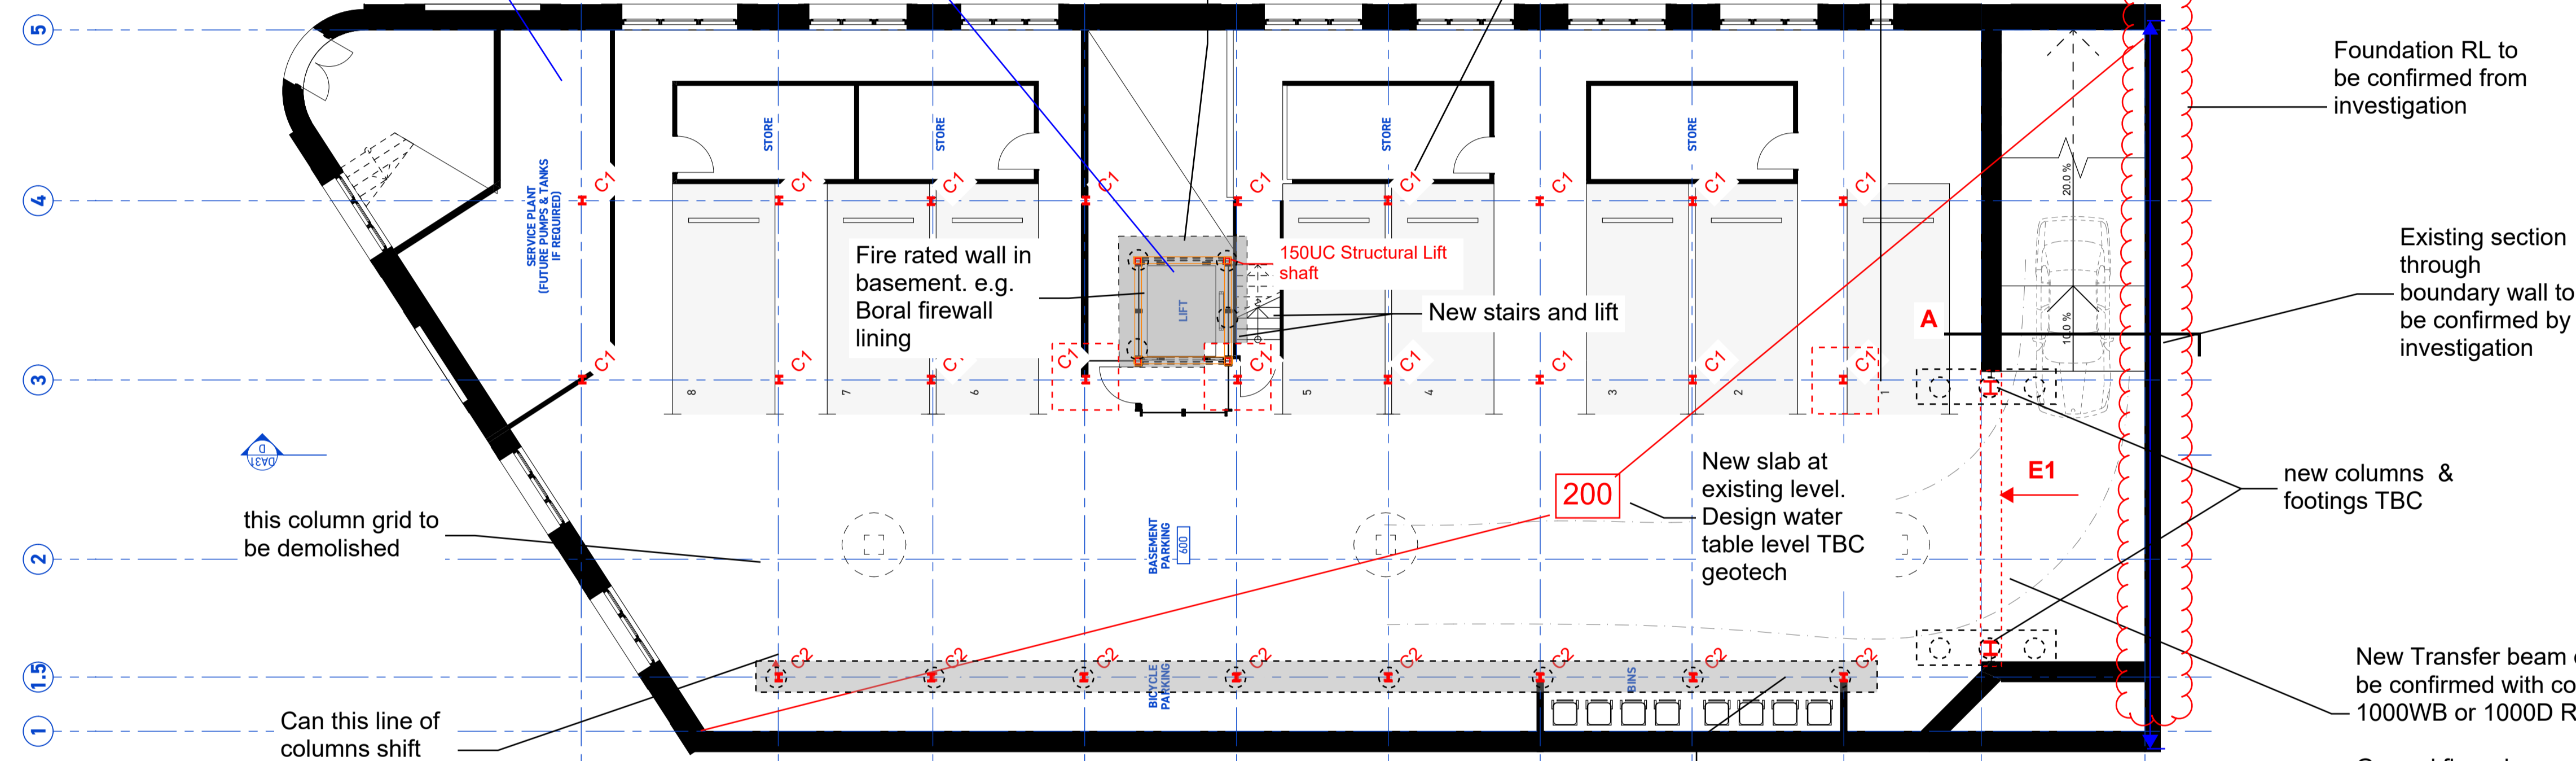 5
4
3
2
1.5
1
Foundation RL to
be confirmed from
investigation
Existing section
through
boundary wall to
be confirmed by
investigation
new columns &
footings TBC
New Transfer beam
be confirmed with
1000WB or 1000D
STORE
STORE
STORE
STORE
SERVICE PLANT
(FUTURE PUMPS & TANKS
IF REQUIRED)
C1
C1
C1
C1
C1
C1
C1
C1
C1
20.0 %
10.0 %
Fire rated wall in
basement. e.g.
Boral firewall
lining
LIFT
150UC Structural Lift
shaft
New stairs and lift
A
C1
C1
C1
C1
C1
C1
C1
C1
C1
8
7
6
5
4
3
2
1
D
DA31
E1
200
New slab at
existing level.
Design water
table level TBC
geotech
this column grid to
be demolished
BASEMENT
PARKING
600
C2
C2
C2
C2
C2
C2
C2
C2
BICYCLE
PARKING
BINS
Can this line of
columns shift